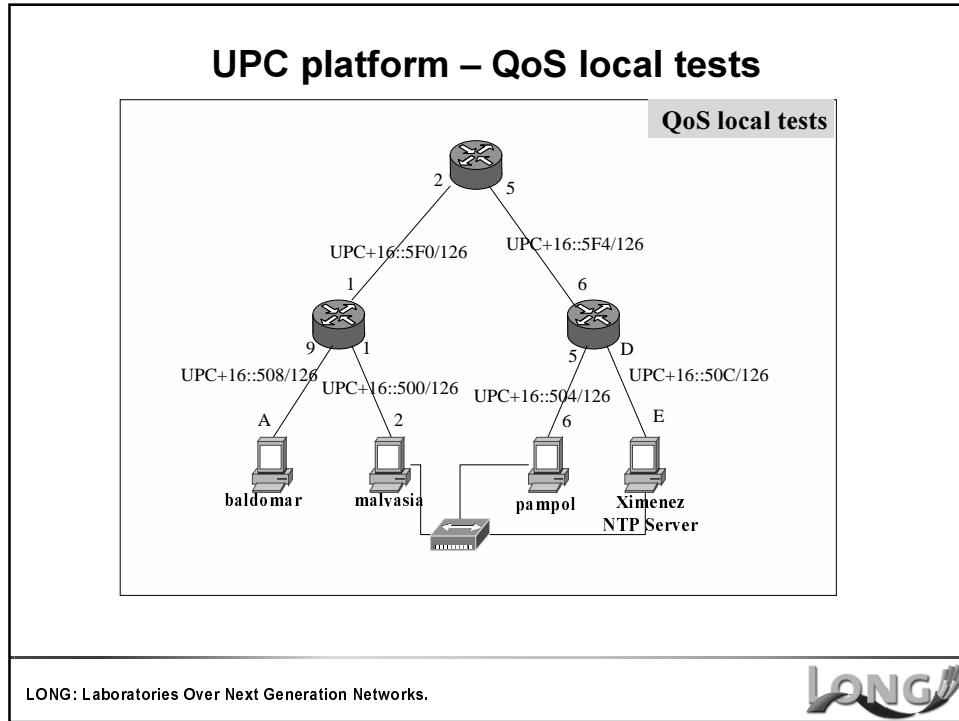 UPC platform – QoS local tests
QoS local tests
2
5
UPC+16::5F0/126
UPC+16::5F4/126
1
6
9
1
5
D
UPC+16::508/126
UPC+16::500/126
UPC+16::504/126
UPC+16::50C/126
A
2
6
E
baldomar
malvasia
pampol
Ximenez
NTP Server
LONG: Laboratories Over Next Generation Networks.
LONG